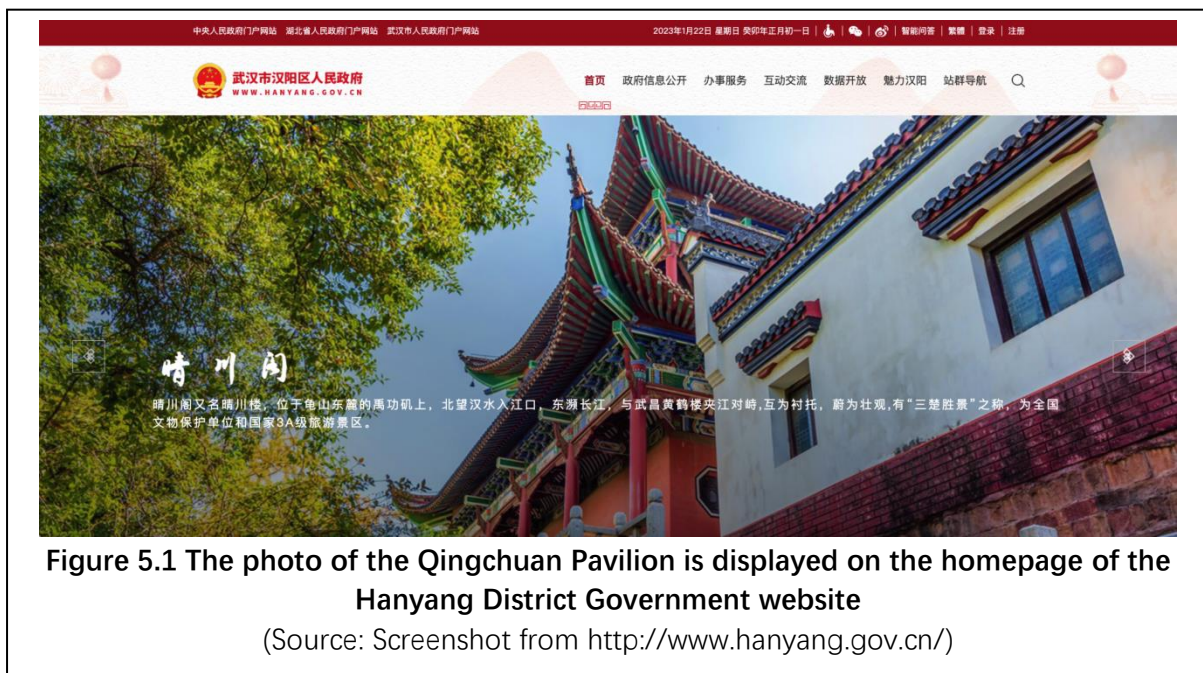 中央人民政府门户网站 湖北省人民政府门户网站 武汉市人民政府门户网站 2023年1月22日 星期日 癸卯年正月初一日 | | | | 智能问答 | 繁體 | 登录 | 注册
武汉市汉阳区人民政府
WWW.HANYANG.GOV.CN
首页 政府信息公开 办事服务 互动交流 数据开放 魅力汉阳 站群导航
晴川阁
晴川阁又名晴川楼，位于龟山东麓的禹功矶上，北望汉水入江口，东濒长江，与武昌黄鹤楼夹江对峙,互为衬托，蔚为壮观,有“三楚胜景”之称，为全国
文物保护单位和国家3A级旅游景区。
Figure 5.1 The photo of the Qingchuan Pavilion is displayed on the homepage of the
Hanyang District Government website
(Source: Screenshot from http://www.hanyang.gov.cn/)